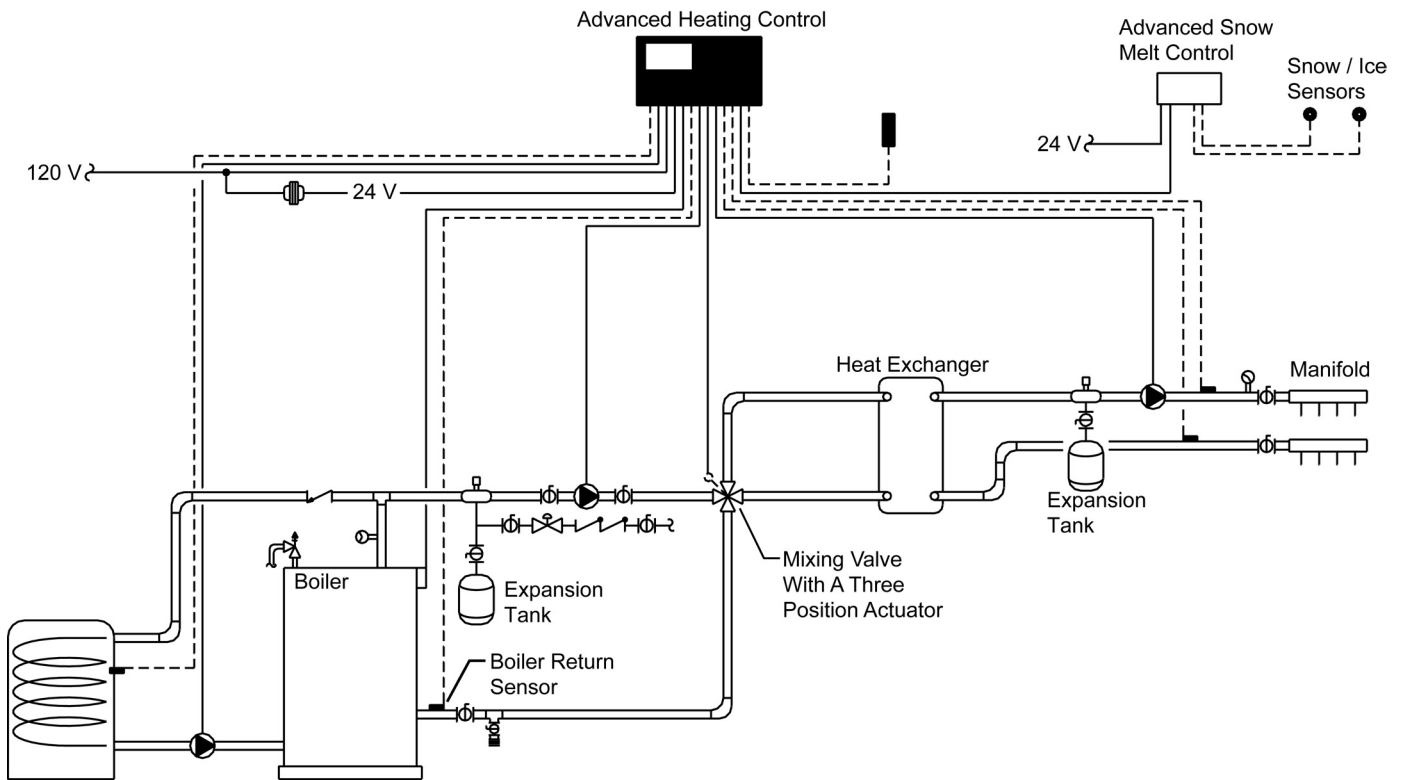 Advanced Heating Control
Advanced Snow
Melt Control
Snow / Ice
Sensors
120 V
24 V
24 V
Heat Exchanger
Manifold
Expansion
Tank
Mixing Valve
With A Three
Position Actuator
Boiler
Expansion
Tank
Boiler Return
Sensor